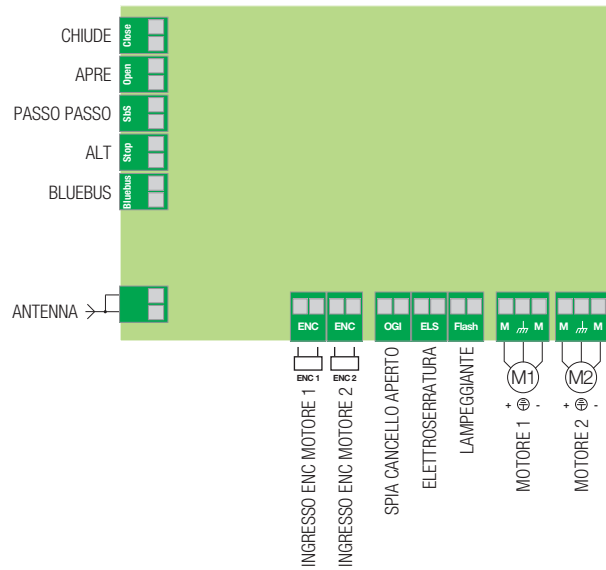 CHIUDE
Close
APRE
Open
PASSO PASSO
SbS
ALT
Stop
BLUEBUS
Bluebus
ANTENNA
ENC
ENC
OGI
ELS
Flash
M M
M M
ENC 1
ENC 2
M1
M2
+ -
+ -
INGRESSO ENC MOTORE 1
INGRESSO ENC MOTORE 2
SPIA CANCELLO APERTO
ELETTROSERRATURA
LAMPEGGIANTE
MOTORE 1
MOTORE 2